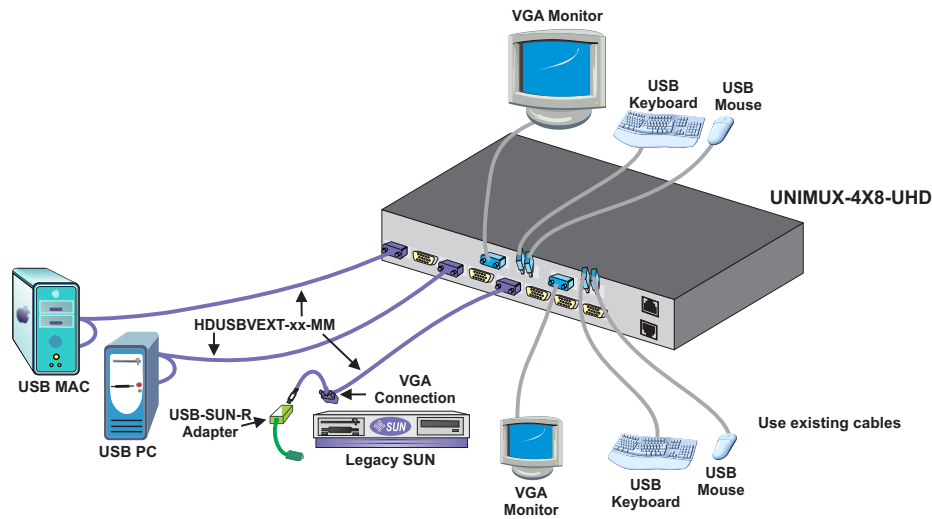 VGA Monitor
USB
Keyboard
USB
Mouse
UNIMUX-4X8-UHD
HDUSBVEXT-xx-MM
USB MAC
VGA
Connection
USB-SUN-R
Adapter
SUN
Use existing cables
USB PC
Legacy SUN
VGA
Monitor
USB
Keyboard
USB
Mouse